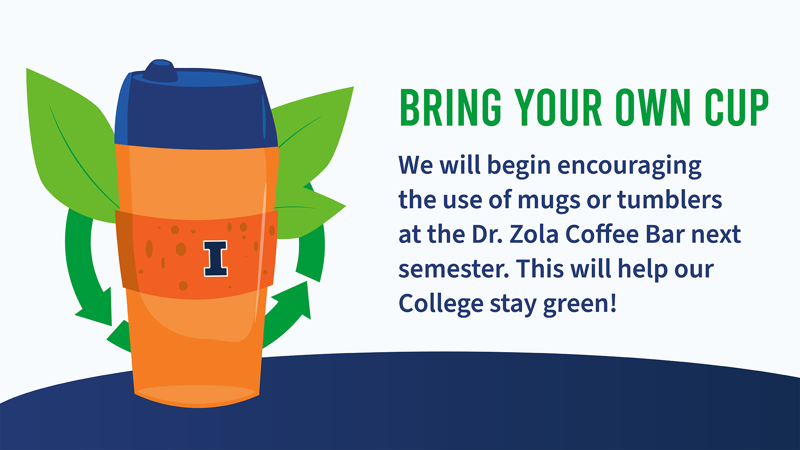 BRING YOUR OWN CUP
We will begin encouraging
the use of mugs or tumblers
at the Dr. Zola Coffee Bar next
semester. This will help our
College stay green!
I